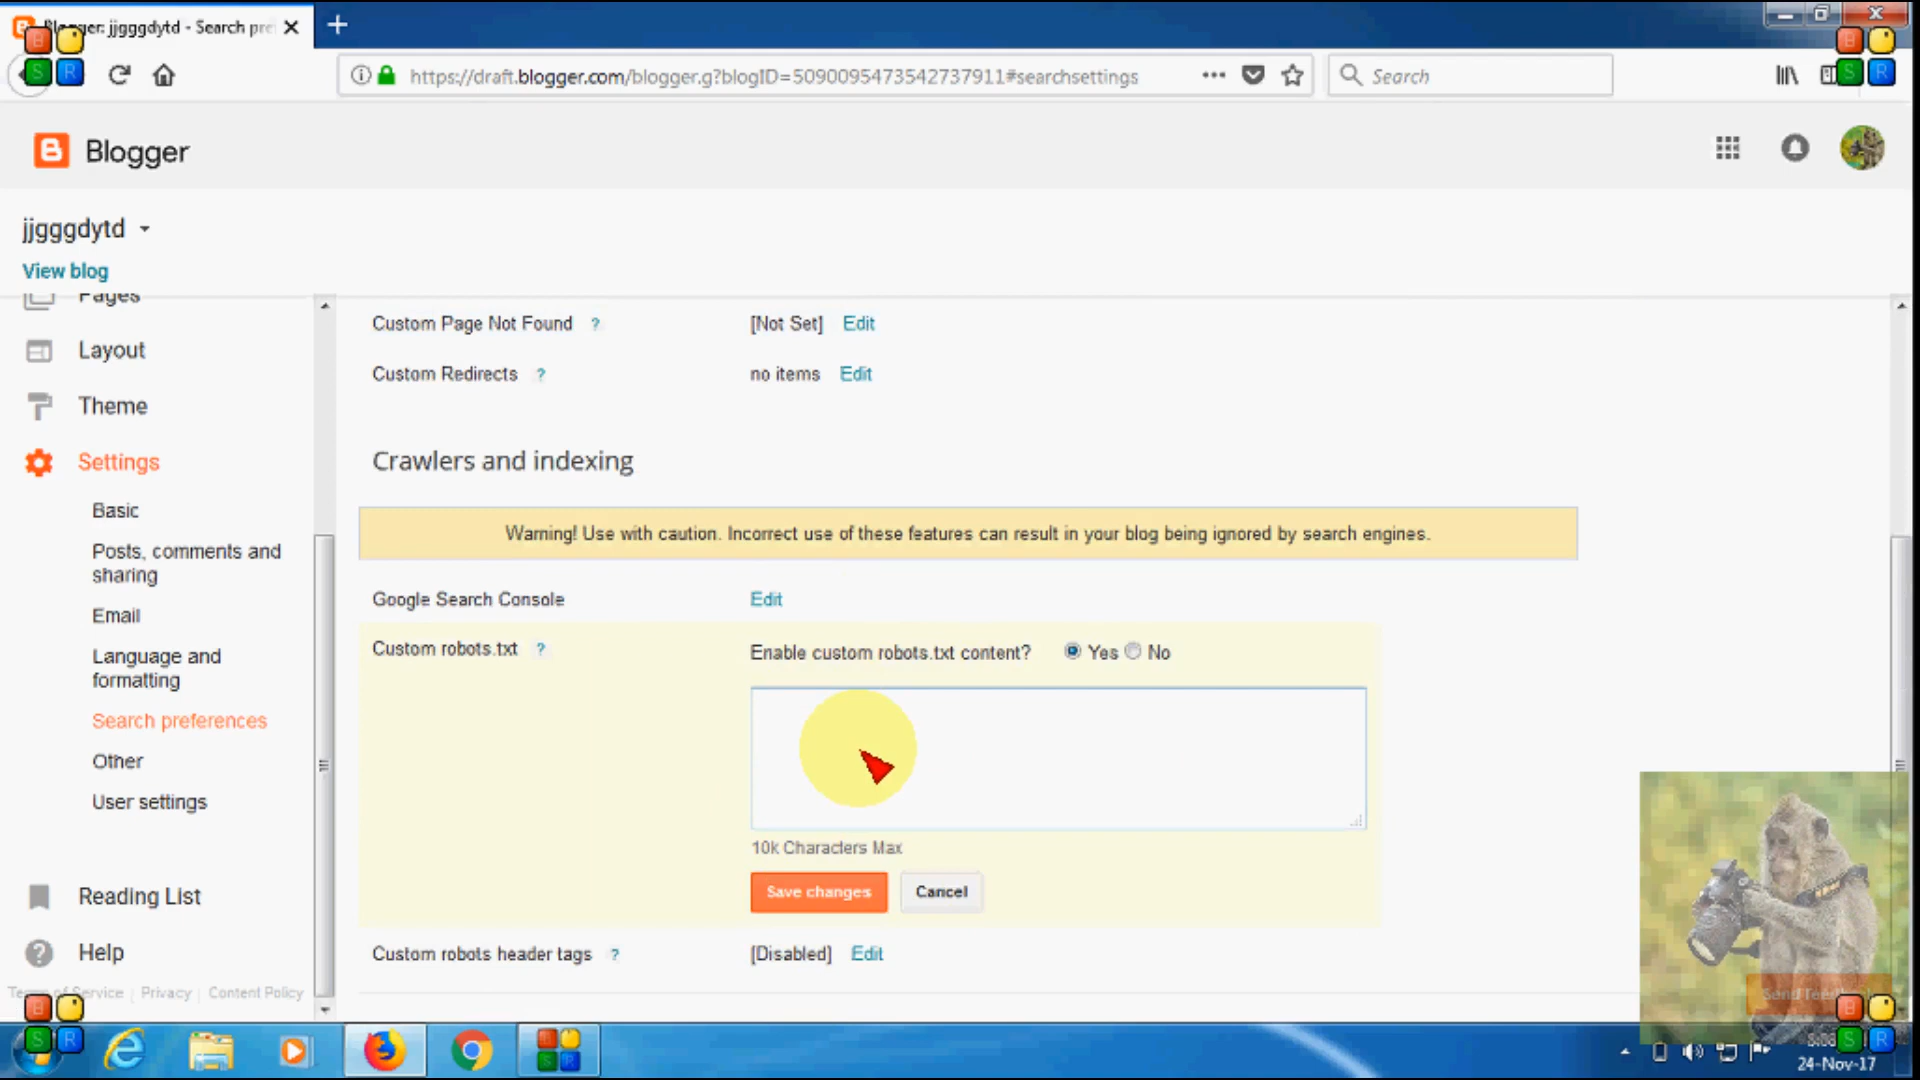 Blogger: jjgggdytd - Search pre
https://draft.blogger.com/blogger.g?blogID=5090095473542737911#searchsettings
Search
Blogger
jjgggdytd
View blog
Pages
Layout
Theme
Settings
Basic
Posts, comments and
sharing
Email
Language and
formatting
Search preferences
Other
User settings
Reading List
Help
Terms of Service | Privacy | Content Policy
Custom Page Not Found ? [Not Set] Edit
Custom Redirects ? no items Edit
Crawlers and indexing
Warning! Use with caution. Incorrect use of these features can result in your blog being ignored by search engines.
Google Search Console Edit
Custom robots.txt ? Enable custom robots.txt content? Yes No
10k Characters Max
Save changes Cancel
Custom robots header tags ? [Disabled] Edit
Send
24-Nov-17
B
S R
B
S R
B
S R
B
S R